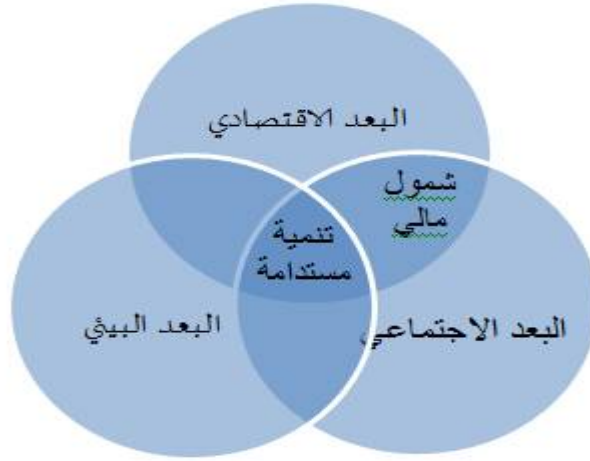 البعد الاقتصادي
شمول
مالي
تنمية
مستدامة
البعد الاجتماعي
البعد البيئي